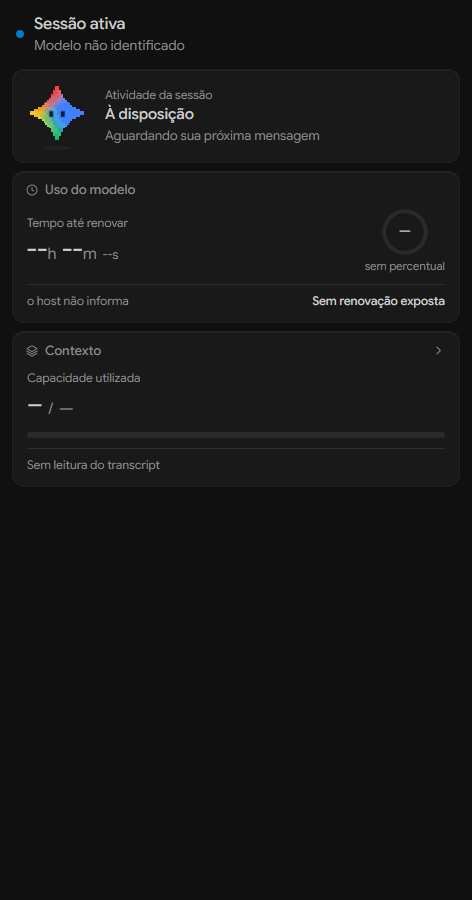 Sessão ativa
Modelo não identificado
Atividade da sessão
À disposição
Aguardando sua próxima mensagem
Uso do modelo
Tempo até renovar
--h --m --s
—
sem percentual
o host não informa
Sem renovação exposta
Contexto
Capacidade utilizada
— / —
Sem leitura do transcript